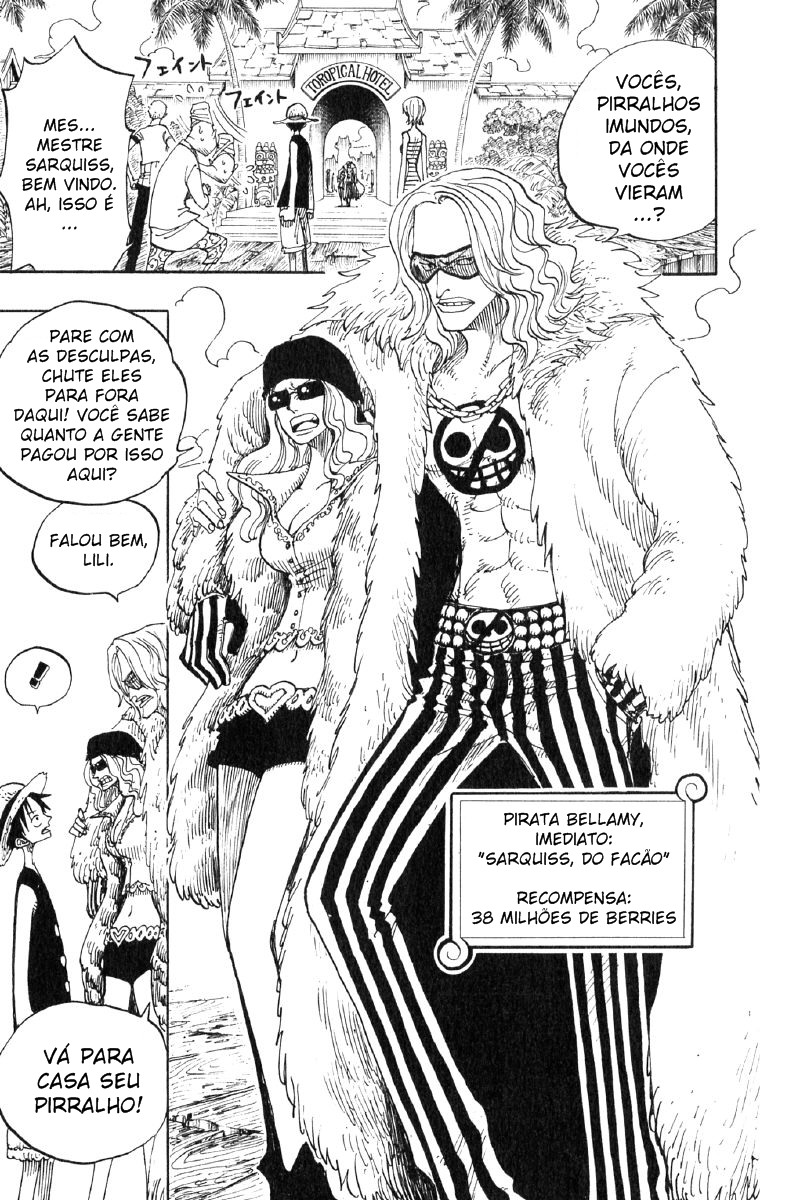 VOCÊS,
PIRRALHOS
IMUNDOS,
DA ONDE
VOCÊS
VIERAM
...?
TOROPICAL HOTEL
フェイント
フェイント
MES...
MESTRE
SARQUISS,
BEM VINDO.
AH, ISSO É
...
PARE COM
AS DESCULPAS,
CHUTE ELES
PARA FORA
DAQUI! VOCÊ SABE
QUANTO A GENTE
PAGOU POR ISSO
AQUI?
FALOU BEM,
LILI.
!
PIRATA BELLAMY,
IMEDIATO:
"SARQUISS, DO FACÃO"
RECOMPENSA:
38 MILHÕES DE BERRIES
VÁ PARA
CASA SEU
PIRRALHO!